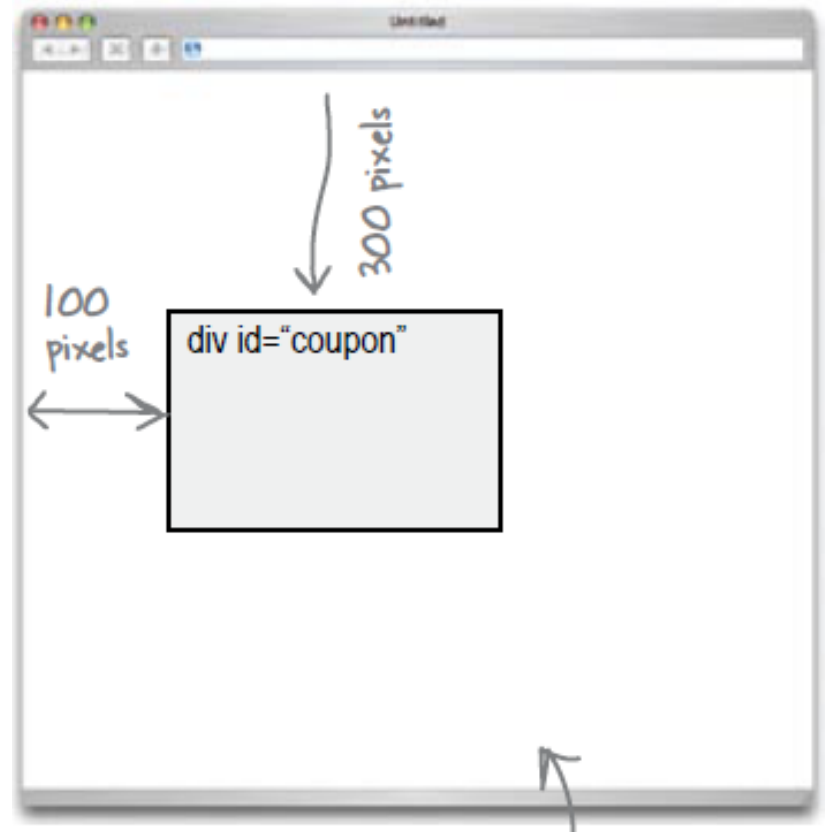 Untitled
300 pixels
100
pixels
div id=“coupon”